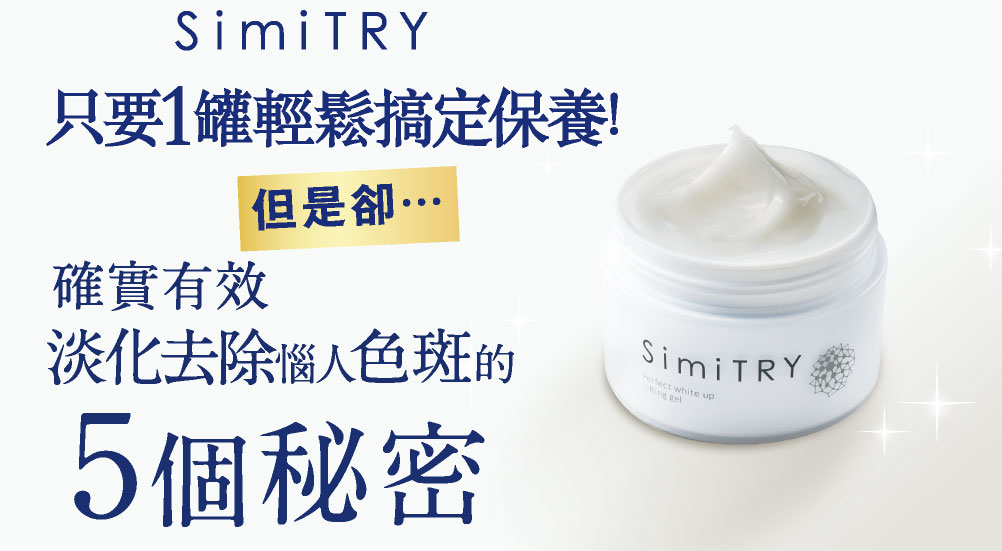 SimiTRY
只要1罐輕鬆搞定保養!
但是卻…
確實有效
淡化去除惱人色斑的
5個秘密
SimiTRY
Perfect white up
Lifting gel